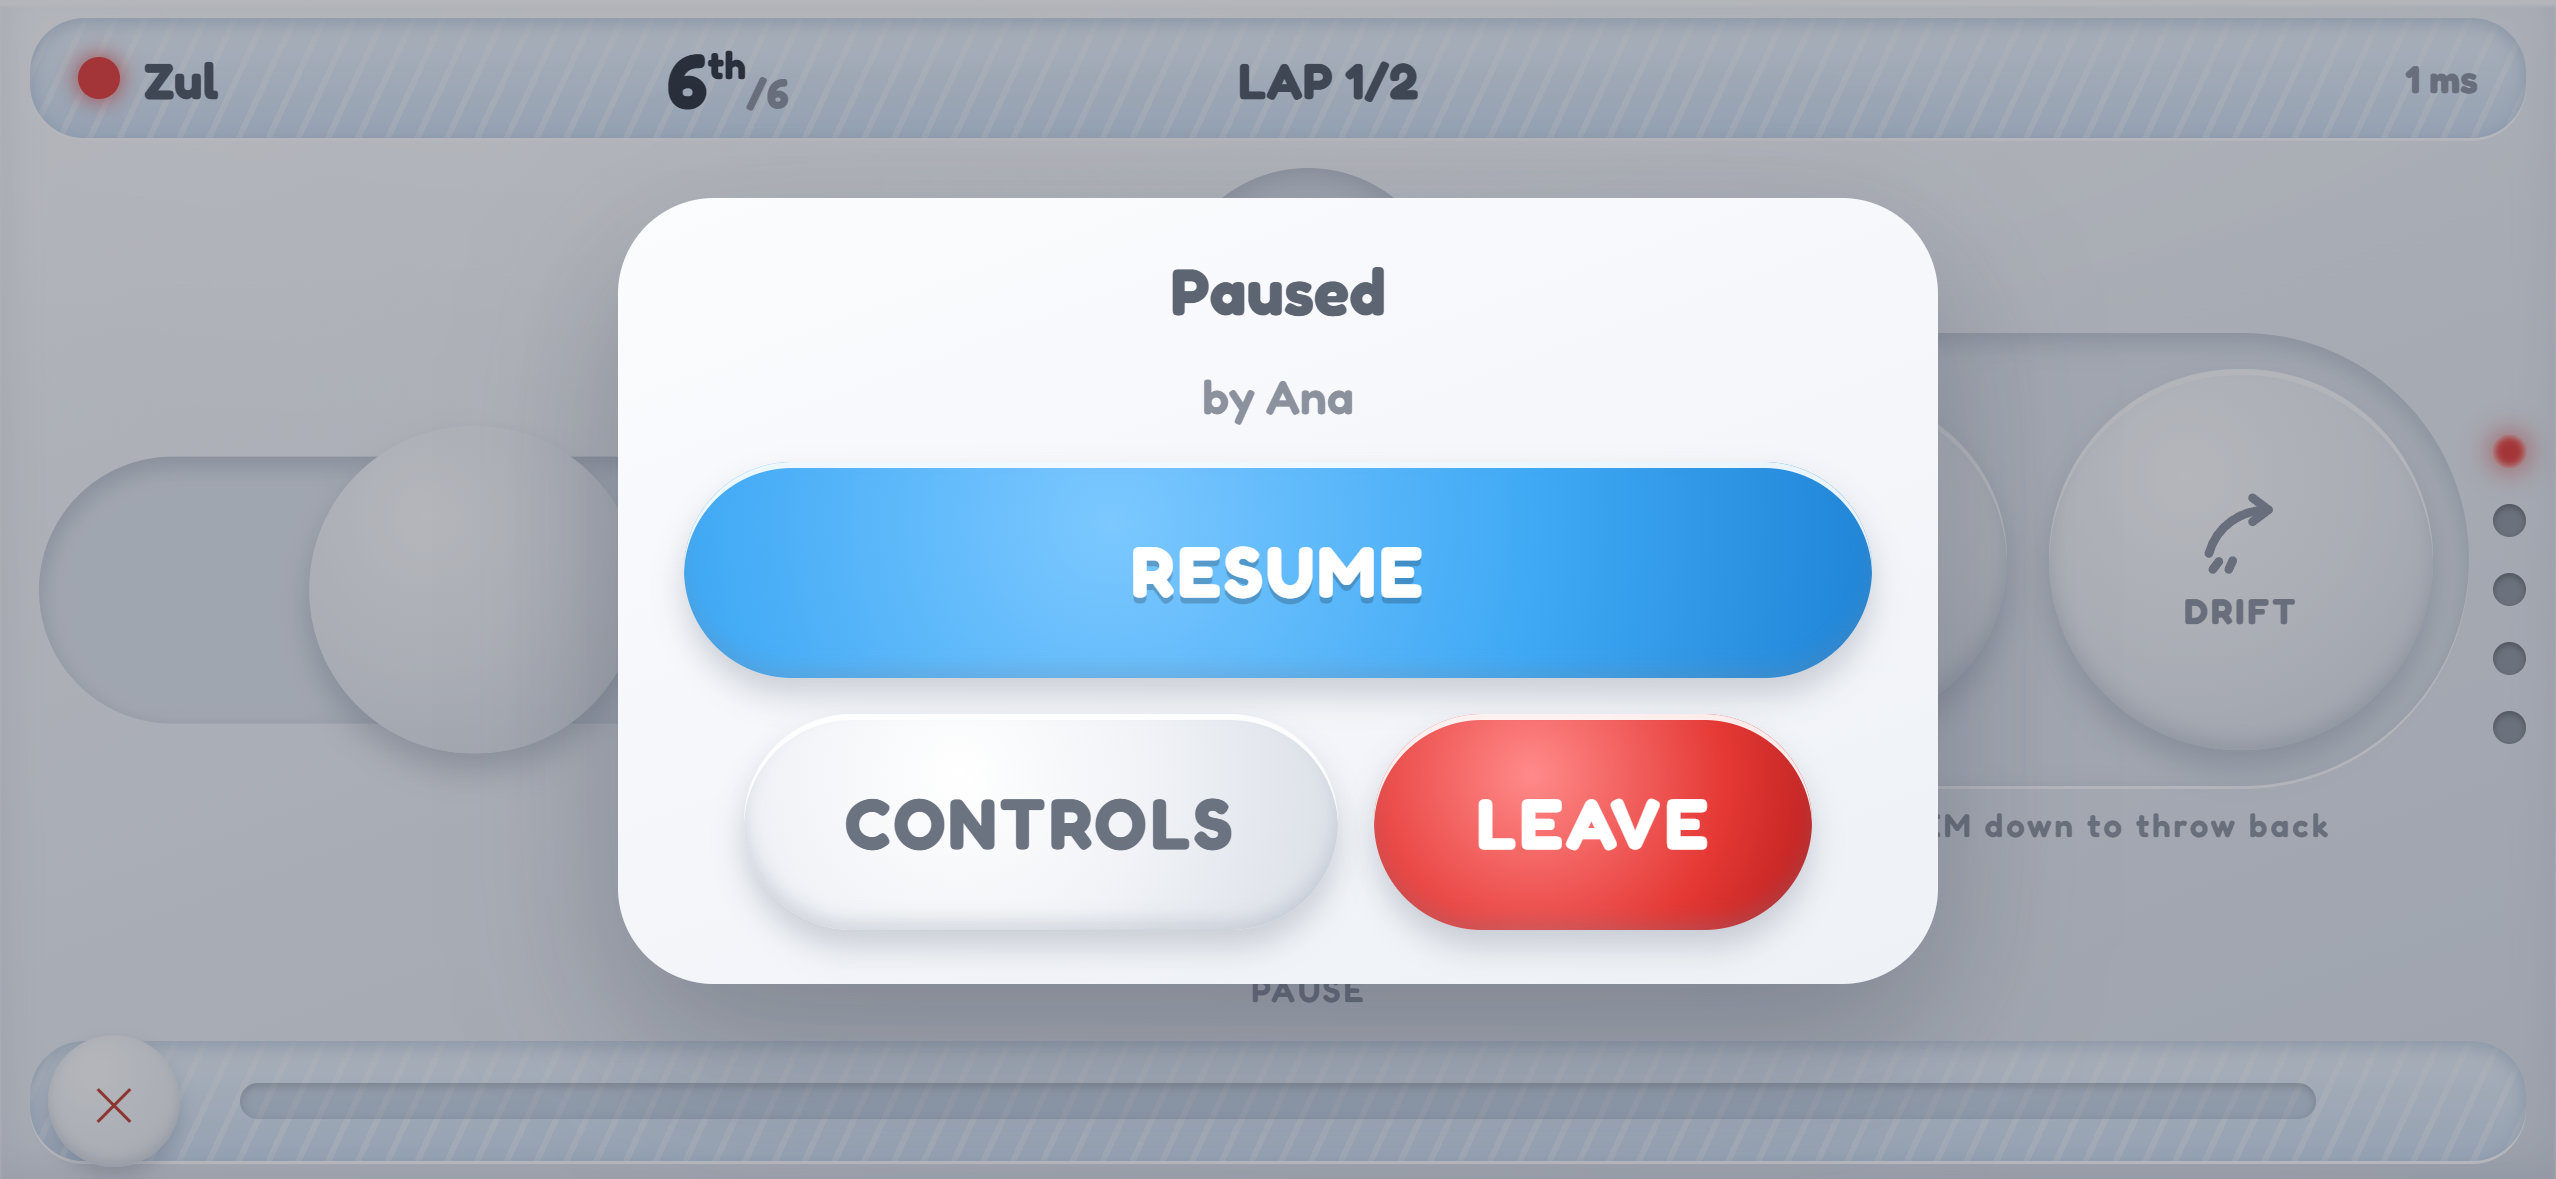 Zul
6th/6
LAP 1/2
1 ms
Paused
by Ana
RESUME
DRIFT
CONTROLS
LEAVE
down to throw back
PAUSE